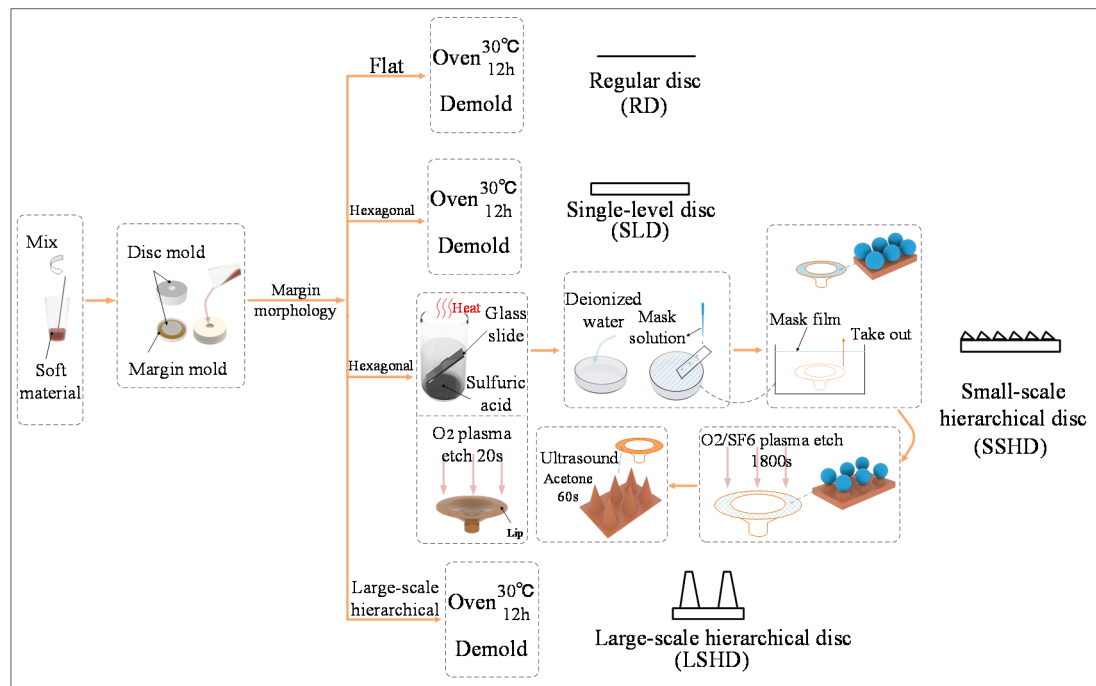 Mix
Soft
material
Disc mold
Margin mold
Margin
morphology
Flat
Oven 30℃
12h
Demold
Regular disc
(RD)
Hexagonal
Oven 30℃
12h
Demold
Single-level disc
(SLD)
Hexagonal
Heat
Glass
slide
Sulfuric
acid
O2 plasma
etch 20s
Lip
Deionized
water
Mask
solution
Mask film
Take out
O2/SF6 plasma etch
1800s
Ultrasound
Acetone
60s
Small-scale
hierarchical disc
(SSHD)
Large-scale
hierarchical
Oven 30℃
12h
Demold
Large-scale hierarchical disc
(LSHD)